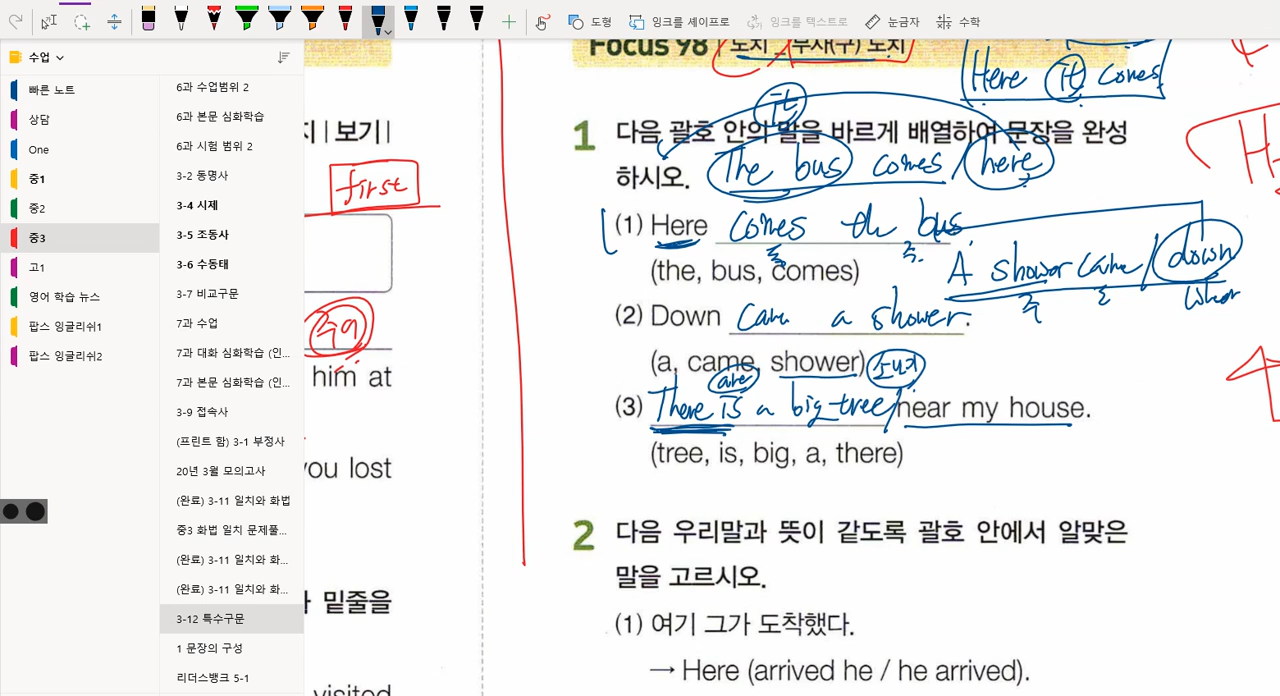 도형
잉크를 셰이프로
잉크를 텍스트로
눈금자
수학
수업
빠른 노트
상담
One
중1
중2
중3
고1
영어 학습 뉴스
팝스 잉글리쉬1
팝스 잉글리쉬2
6과 수업범위 2
6과 본문 심화학습
6과 시험 범위 2
3-2 동명사
3-4 시제
3-5 조동사
3-6 수동태
3-7 비교구문
7과 수업
7과 대화 심화학습 (인...
7과 본문 심화학습 (인...
3-9 접속사
(프린트 함) 3-1 부정사
20년 3월 모의고사
(완료) 3-11 일치와 화법
중3 화법 일치 문제풀...
(완료) 3-11 일치와 화...
(완료) 3-11 일치와 화...
3-12 특수구문
1 문장의 구성
리더스뱅크 5-1
| 보기 |
first
주어
him at
you lost
밑줄을
visited
Focus 98 도치_부사(구) 도치
Here it comes
it
1 다음 괄호 안의 말을 바르게 배열하여 문장을 완성
하시오.
The bus comes / here
(1) Here comes the bus
동 주
(the, bus, comes)
A shower came / down
주
(2) Down came a shower.
(a, came, shower)
are
(3) There is a big tree / near my house.
(tree, is, big, a, there)
2 다음 우리말과 뜻이 같도록 괄호 안에서 알맞은
말을 고르시오.
(1) 여기 그가 도착했다.
→ Here (arrived he / he arrived).